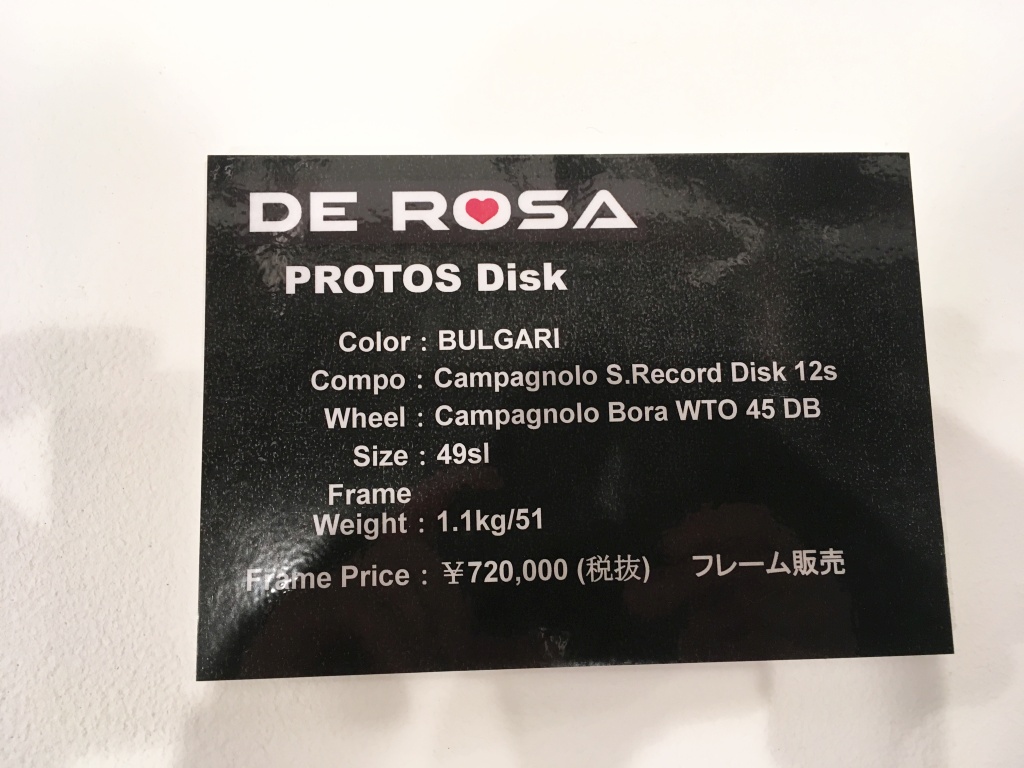 DE ROSA
PROTOS Disk
Color : BULGARI
Compo : Campagnolo S.Record Disk 12s
Wheel : Campagnolo Bora WTO 45 DB
Size : 49sl
Frame
Weight : 1.1kg/51
Frame Price : ￥720,000 (税抜) フレーム販売